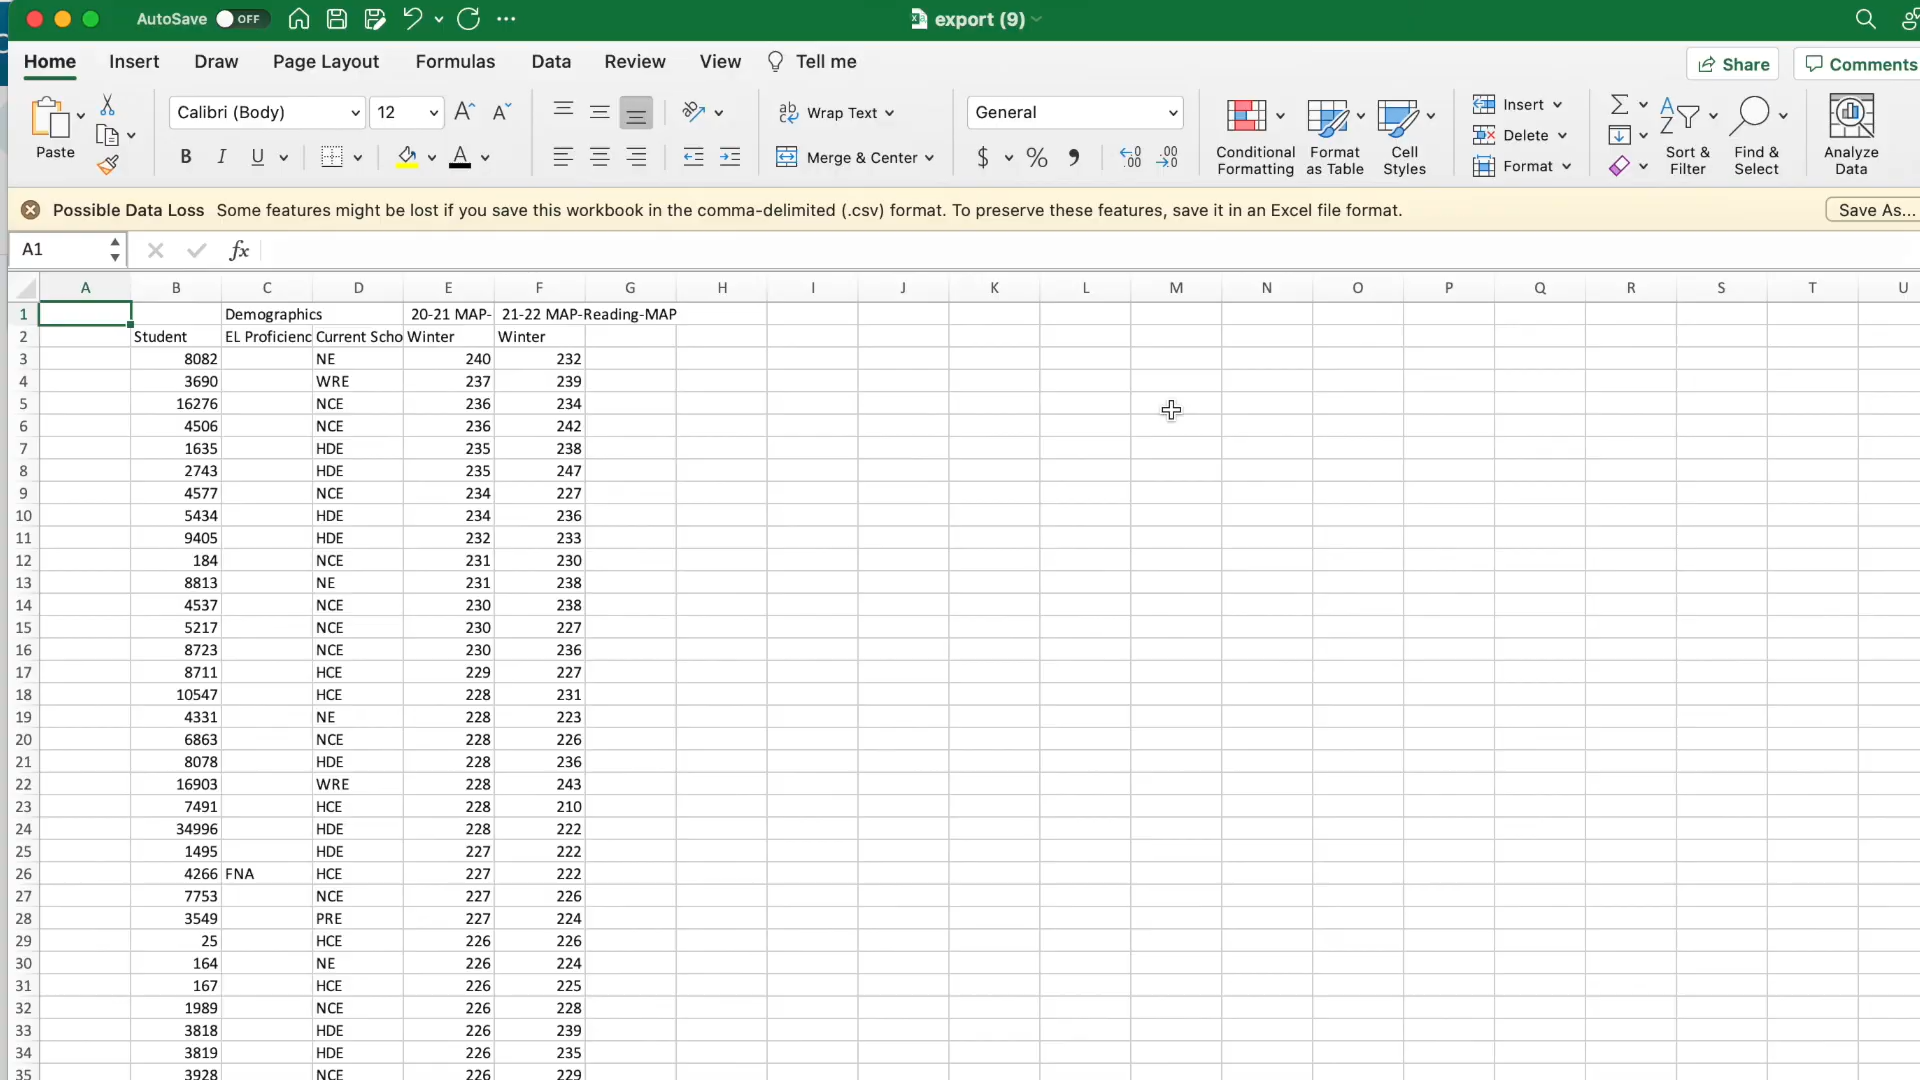 AutoSave OFF export (9)
Home Insert Draw Page Layout Formulas Data Review View Tell me Share Comments
Paste Calibri (Body) 12 Wrap Text General Insert
B I U Merge & Center $ % Conditional Formatting Format as Table Cell Styles Delete Format Sort & Filter Find & Select Analyze Data
Possible Data Loss Some features might be lost if you save this workbook in the comma-delimited (.csv) format. To preserve these features, save it in an Excel file format. Save As...
A1 fx
A B C D E F G H I J K L M N O P Q R S T U
1 Demographics 20-21 MAP- 21-22 MAP-Reading-MAP
2 Student EL Proficienc Current Scho Winter Winter
3 8082 NE 240 232
4 3690 WRE 237 239
5 16276 NCE 236 234
6 4506 NCE 236 242
7 1635 HDE 235 238
8 2743 HDE 235 247
9 4577 NCE 234 227
10 5434 HDE 234 236
11 9405 HDE 232 233
12 184 NCE 231 230
13 8813 NE 231 238
14 4537 NCE 230 238
15 5217 NCE 230 227
16 8723 NCE 230 236
17 8711 HCE 229 227
18 10547 HCE 228 231
19 4331 NE 228 223
20 6863 NCE 228 226
21 8078 HDE 228 236
22 16903 WRE 228 243
23 7491 HCE 228 210
24 34996 HDE 228 222
25 1495 HDE 227 222
26 4266 FNA HCE 227 222
27 7753 NCE 227 226
28 3549 PRE 227 224
29 25 HCE 226 226
30 164 NE 226 224
31 167 HCE 226 225
32 1989 NCE 226 228
33 3818 HDE 226 239
34 3819 HDE 226 235
35 3928 NCE 226 229